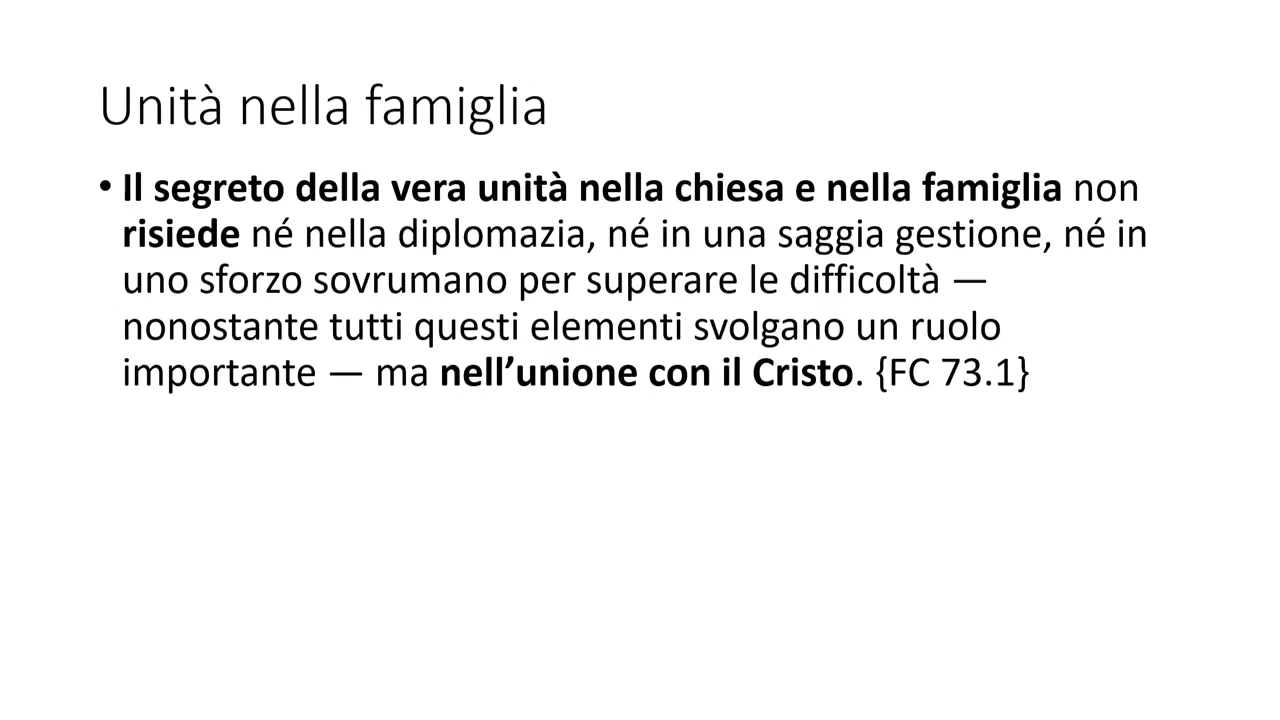 Unità nella famiglia
• Il segreto della vera unità nella chiesa e nella famiglia non
risiede né nella diplomazia, né in una saggia gestione, né in
uno sforzo sovrumano per superare le difficoltà —
nonostante tutti questi elementi svolgano un ruolo
importante — ma nell’unione con il Cristo. {FC 73.1}